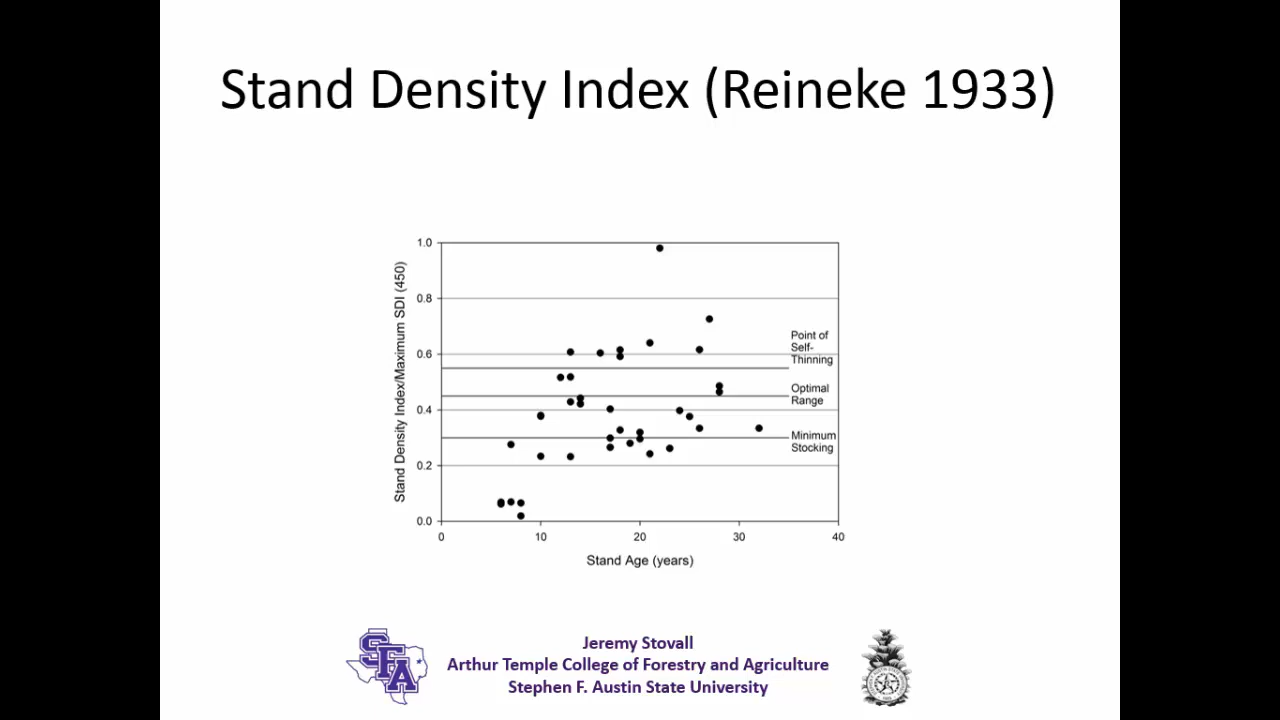 Stand Density Index (Reineke 1933)
Stand Density Index/Maximum SDI (450)
1.0
0.8
0.6
0.4
0.2
0.0
Point of
Self-
Thinning
Optimal
Range
Minimum
Stocking
0
10
20
30
40
Stand Age (years)
SFA
Jeremy Stovall
Arthur Temple College of Forestry and Agriculture
Stephen F. Austin State University